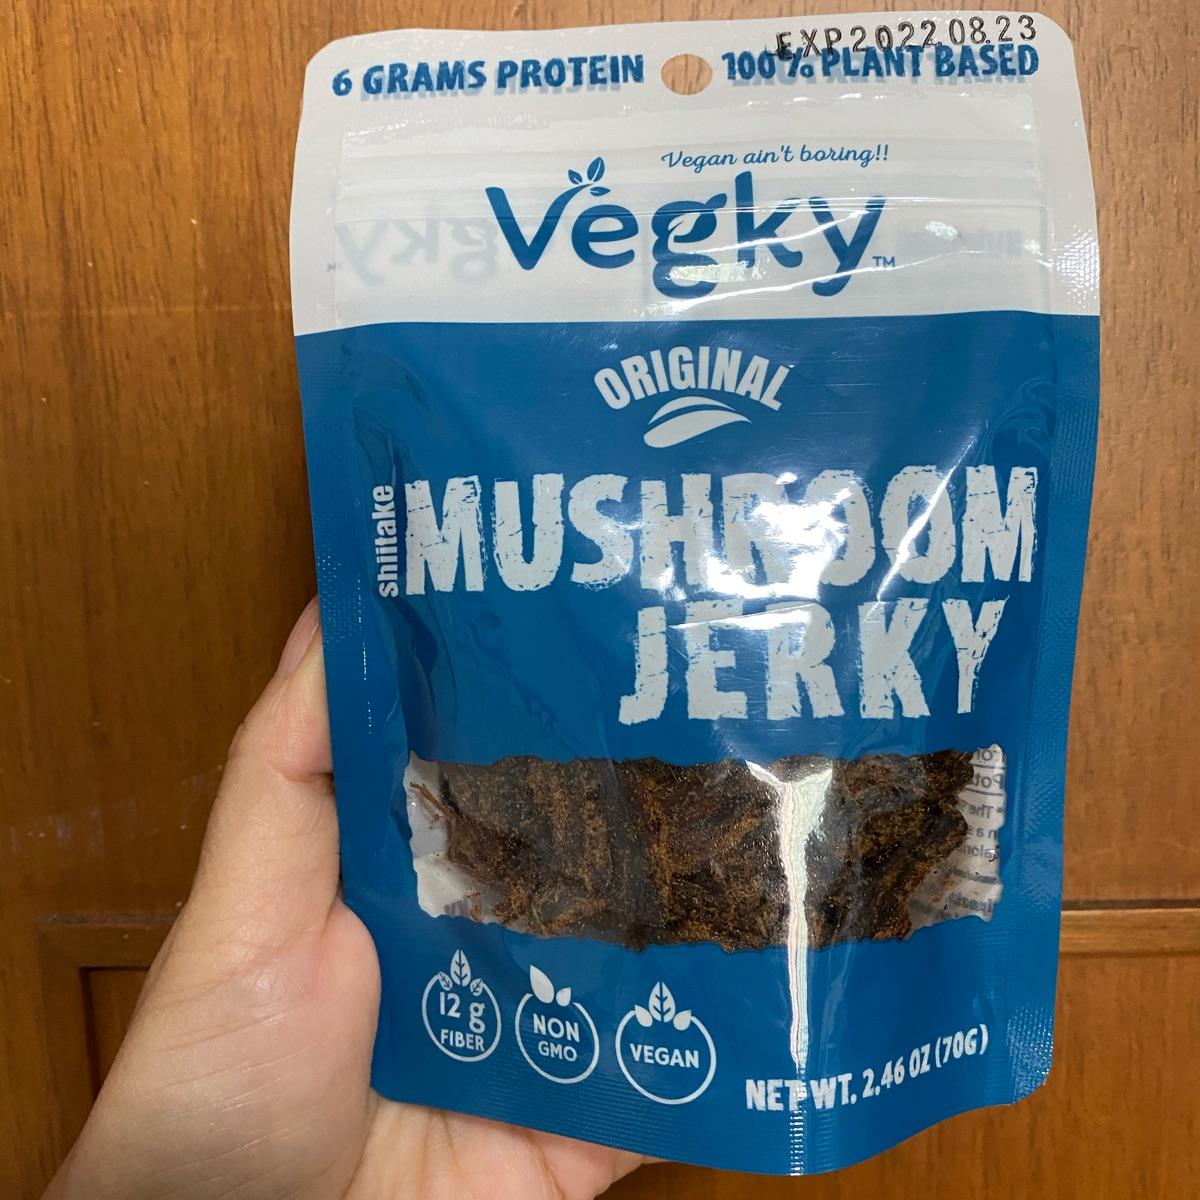 EXP2022.08.23
6 GRAMS PROTEIN 100% PLANT BASED
Vegan ain't boring!!
Vegky™
ORIGINAL
shiitake
MUSHROOM
JERKY
12 g
FIBER
NON
GMO
VEGAN
NET WT. 2.46 OZ (70G)